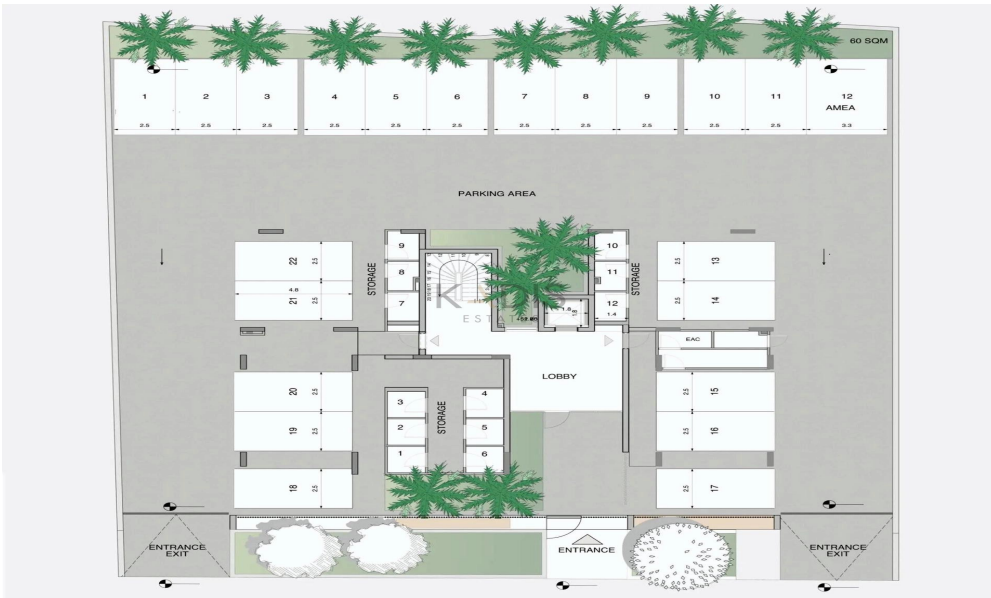 60 SQM
1 2 3 4 5 6 7 8 9 10 11 12
AMEA
2.5 2.5 2.5 2.5 2.5 2.5 2.5 2.5 2.5 2.5 2.5 3.3
PARKING AREA
22 2.5
4.8
21 2.5
STORAGE
9
8
7
10
11
12
1.4
STORAGE
1.8
1.8
2.5 13
2.5 14
ESTATES
EAC
LOBBY
20 2.5
19 2.5
18 2.5
3
2
1
STORAGE
4
5
6
2.5 15
2.5 16
2.5 17
ENTRANCE
EXIT
ENTRANCE
ENTRANCE
EXIT